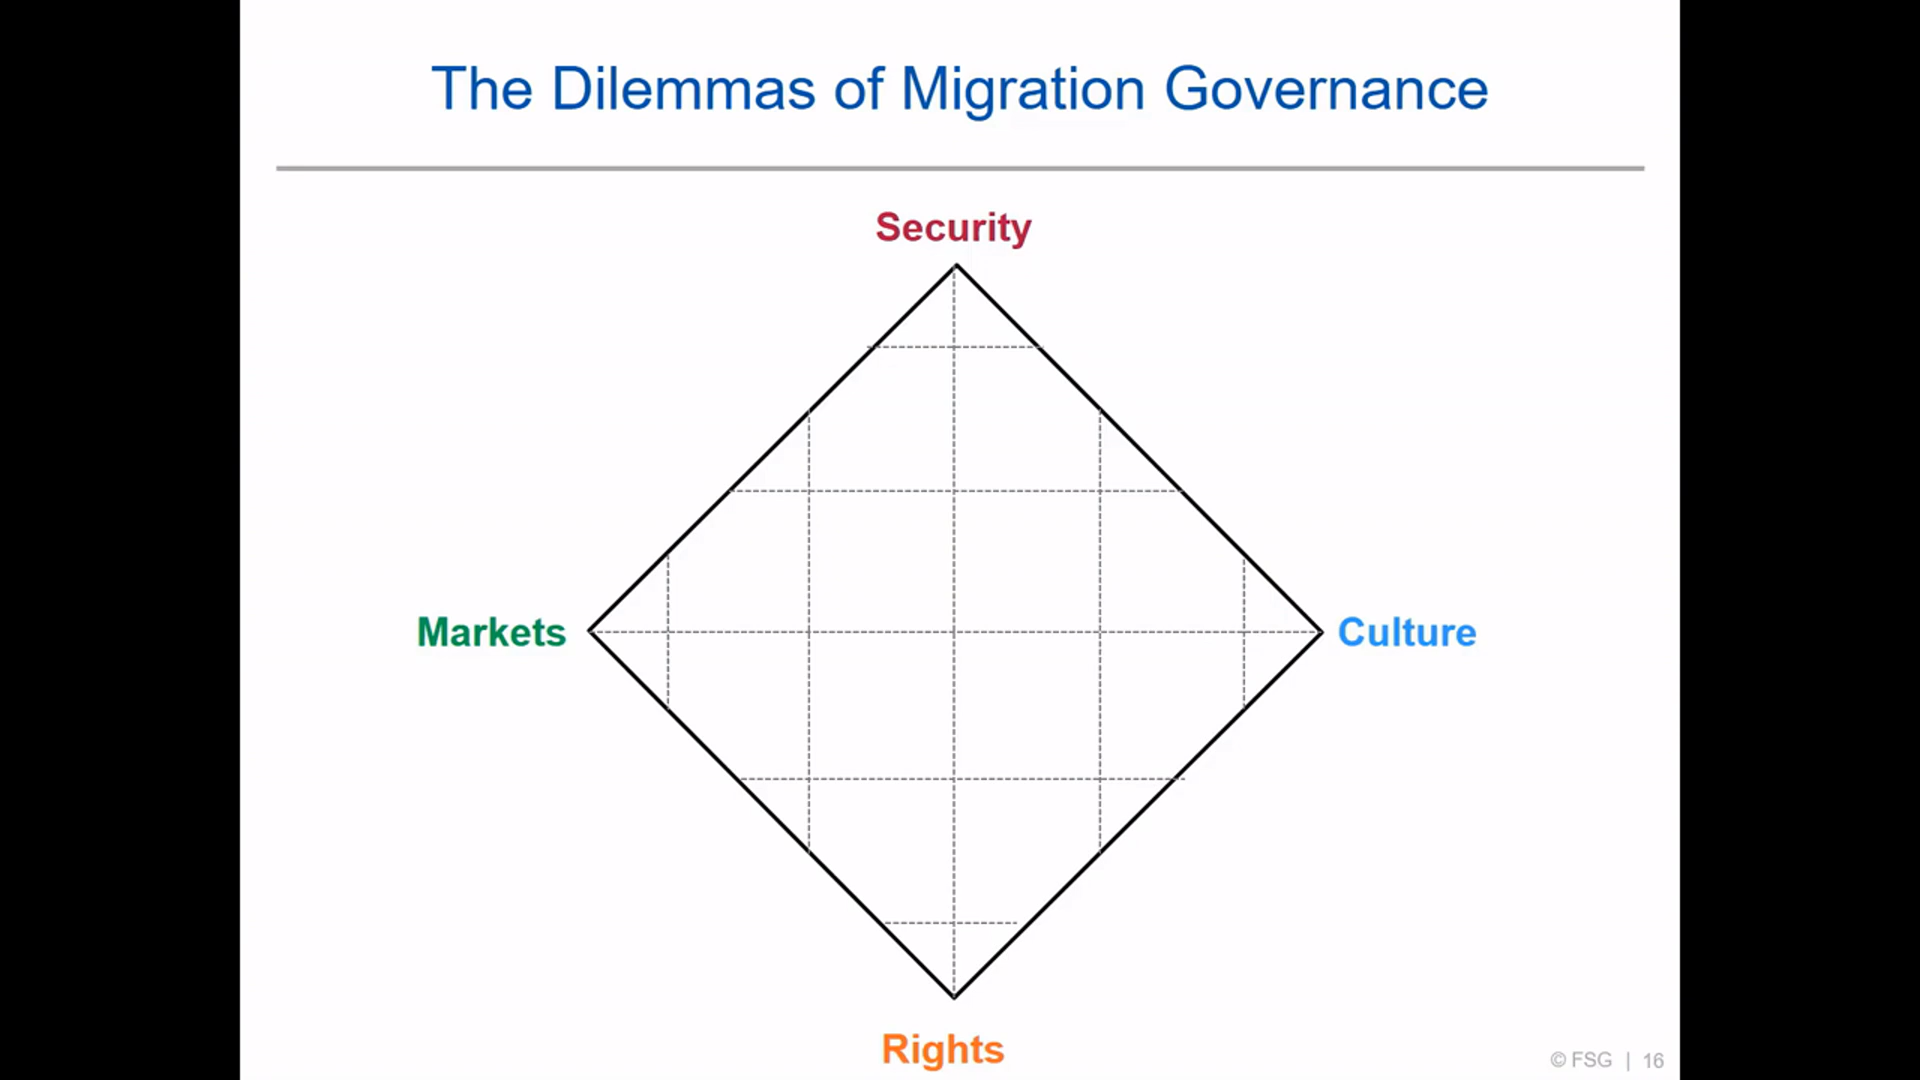 The Dilemmas of Migration Governance
Security
Markets
Culture
Rights
© FSG | 16